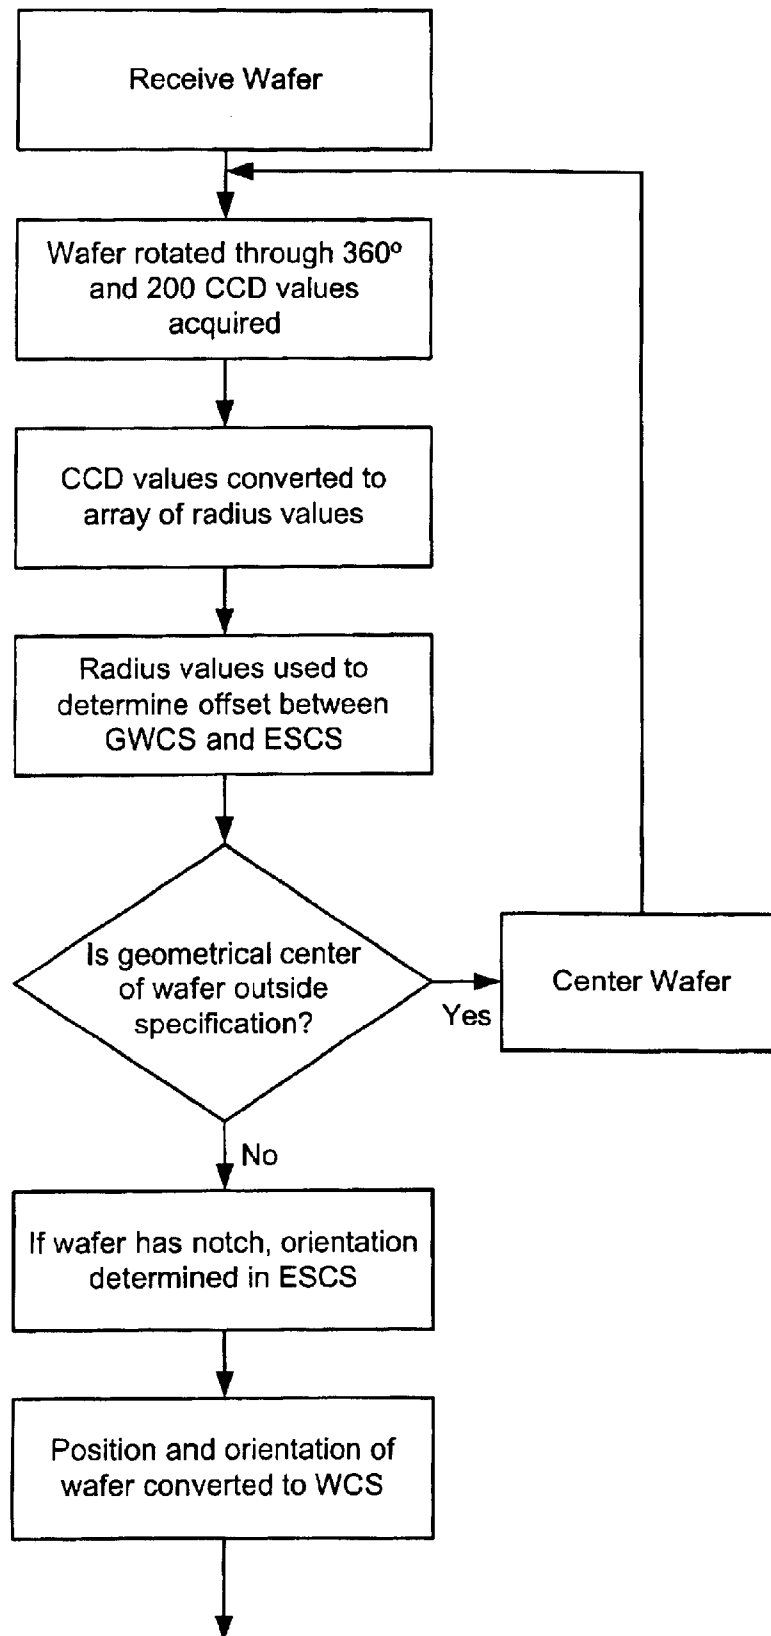 Receive Wafer
Wafer rotated through 360º
and 200 CCD values
acquired
CCD values converted to
array of radius values
Radius values used to
determine offset between
GWCS and ESCS
Is geometrical center
of wafer outside
specification?
Yes
Center Wafer
No
If wafer has notch, orientation
determined in ESCS
Position and orientation of
wafer converted to WCS